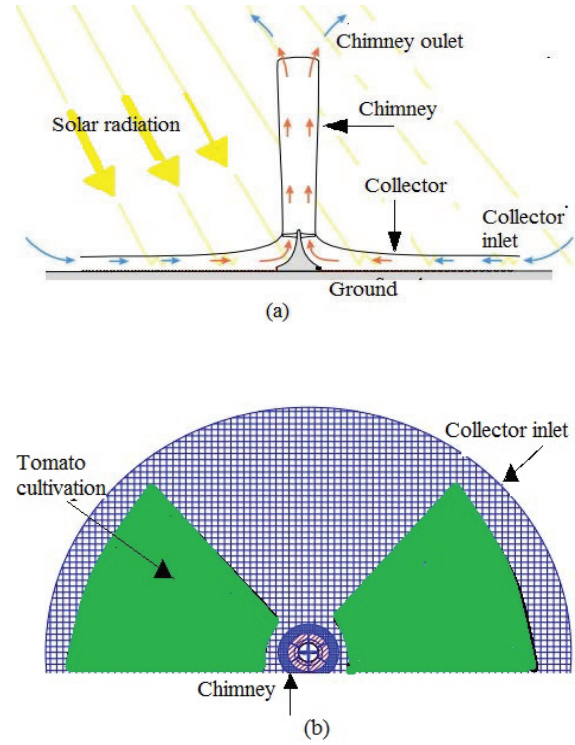 Chimney oulet
Solar radiation
Chimney
Collector
Collector
inlet
Ground
(a)
Collector inlet
Tomato
cultivation
Chimney
(b)